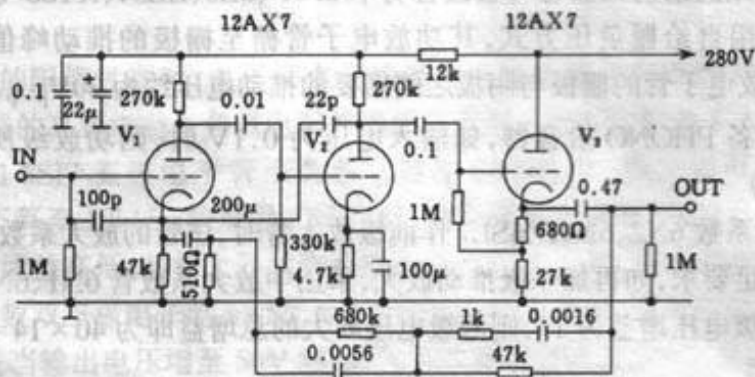 12AX7
12AX7
12k
280V
0.1
22μ
270k
0.01
22p
270k
0.1
V₁
V₂
V₃
IN
100p
200μ
0.47
OUT
1M
47k
510Ω
330k
4.7k
100μ
1M
680Ω
27k
1M
680k
1k
0.0016
0.0056
47k